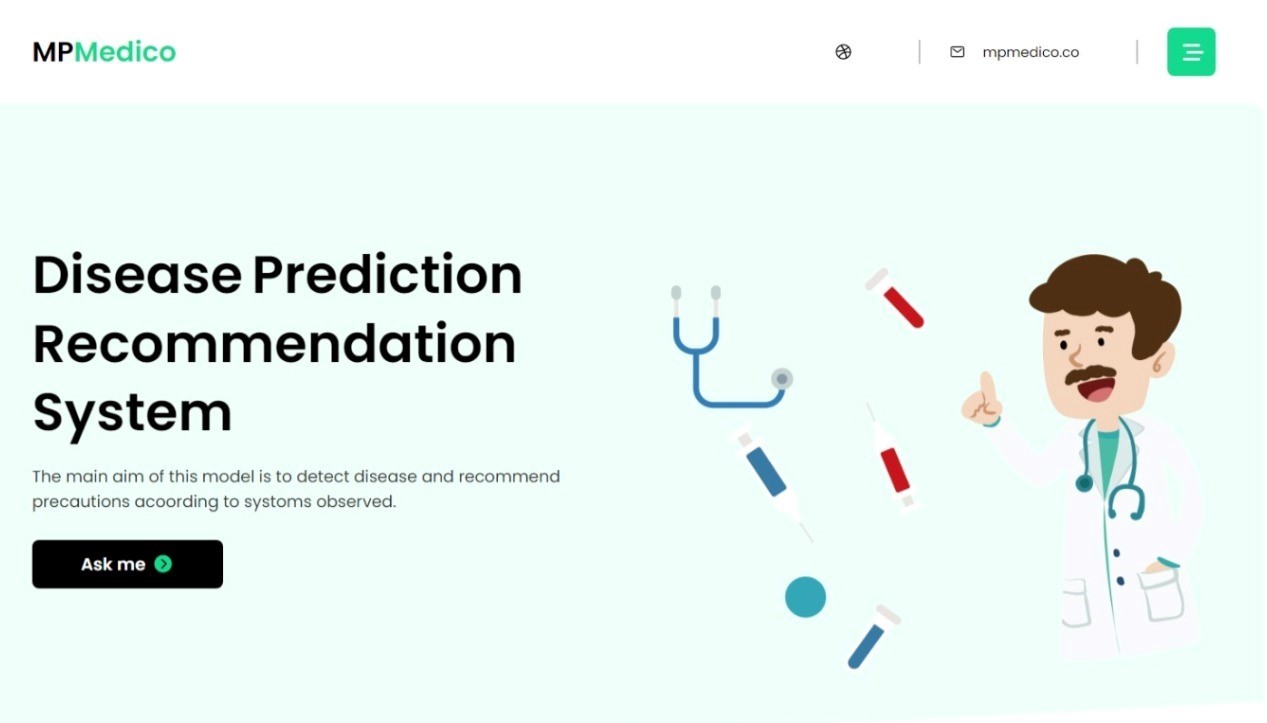 MPMedico
mpmedico.co
Disease Prediction
Recommendation
System
The main aim of this model is to detect disease and recommend
precautions acoording to systoms observed.
Ask me